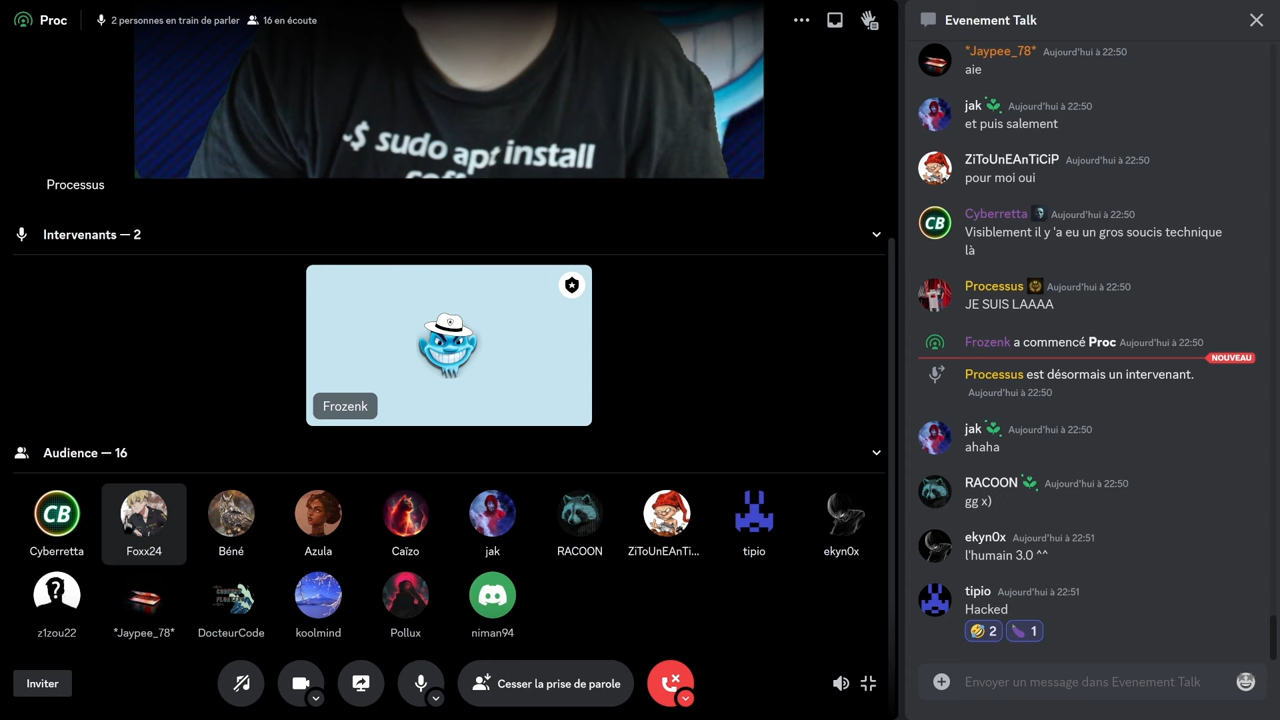 Proc
2 personnes en train de parler
16 en écoute
.$ sudo apt install
Processus
Intervenants — 2
Frozenk
Audience — 16
CB
Cyberretta
Foxx24
Béné
Azula
Caïzo
jak
RACOON
ZiToUnEAnTi...
tipio
ekyn0x
z1zou22
*Jaypee_78*
DocteurCode
koolmind
Pollux
niman94
Inviter
Cesser la prise de parole
Evenement Talk
*Jaypee_78* Aujourd'hui à 22:50
aie
jak Aujourd'hui à 22:50
et puis salement
ZiToUnEAnTiCiP Aujourd'hui à 22:50
pour moi oui
CB
Cyberretta Aujourd'hui à 22:50
Visiblement il y 'a eu un gros soucis technique
là
Processus Aujourd'hui à 22:50
JE SUIS LAAAA
Frozenk a commencé Proc Aujourd'hui à 22:50
NOUVEAU
Processus est désormais un intervenant.
Aujourd'hui à 22:50
jak Aujourd'hui à 22:50
ahaha
RACOON Aujourd'hui à 22:50
gg x)
ekyn0x Aujourd'hui à 22:51
l'humain 3.0 ^^
tipio Aujourd'hui à 22:51
Hacked
🤣 2 🍆 1
Envoyer un message dans Evenement Talk